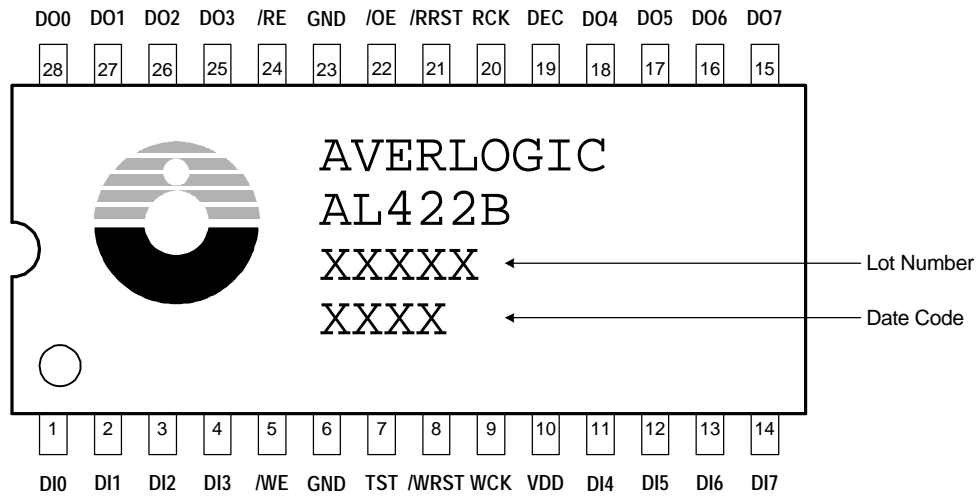 DO0 DO1 DO2 DO3 /RE GND /OE /RRST RCK DEC DO4 DO5 DO6 DO7
28 27 26 25 24 23 22 21 20 19 18 17 16 15
AVERLOGIC
AL422B
XXXXX
Lot Number
XXXX
Date Code
1 2 3 4 5 6 7 8 9 10 11 12 13 14
DI0 DI1 DI2 DI3 /WE GND TST /WRST WCK VDD DI4 DI5 DI6 DI7